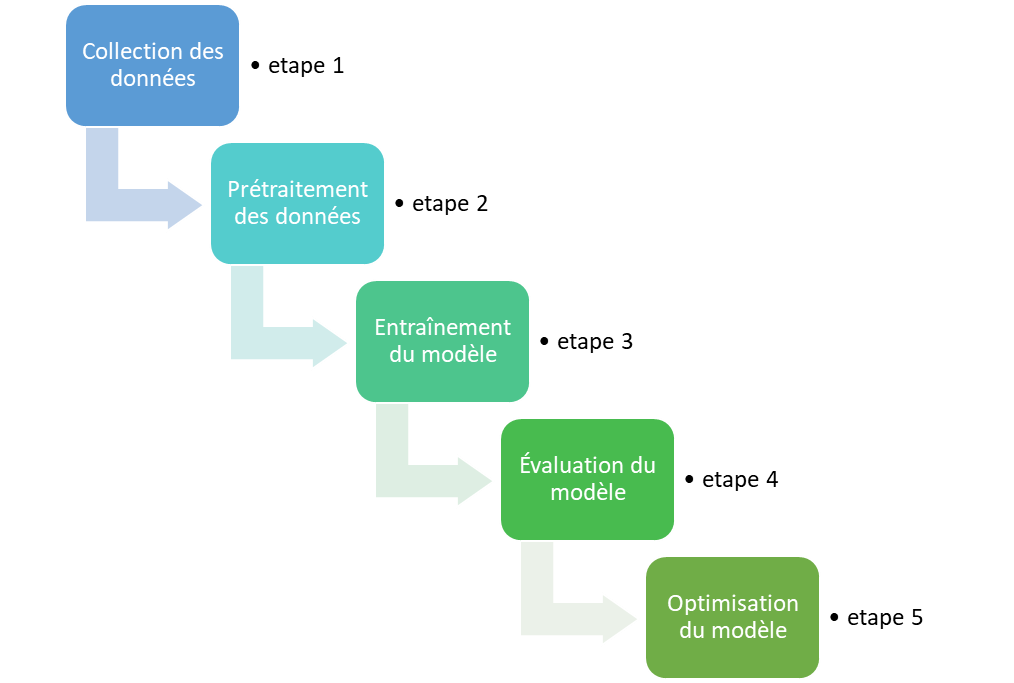 Collection des
données
• etape 1
Prétraitement
des données
• etape 2
Entraînement
du modèle
• etape 3
Évaluation du
modèle
• etape 4
Optimisation
du modèle
• etape 5